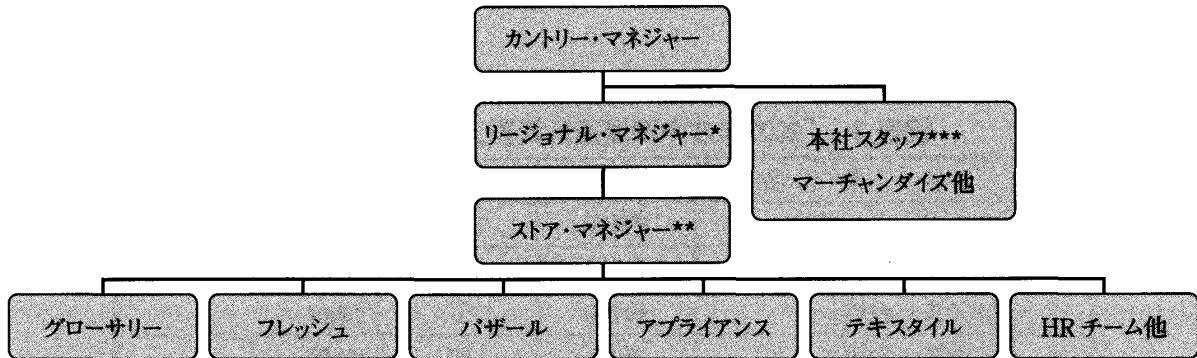 カントリー・マネジャー
リージョナル・マネジャー*
本社スタッフ***
マーチャンダイズ他
ストア・マネジャー**
グローサリー
フレッシュ
バザール
アプライアンス
テキスタイル
HRチーム他